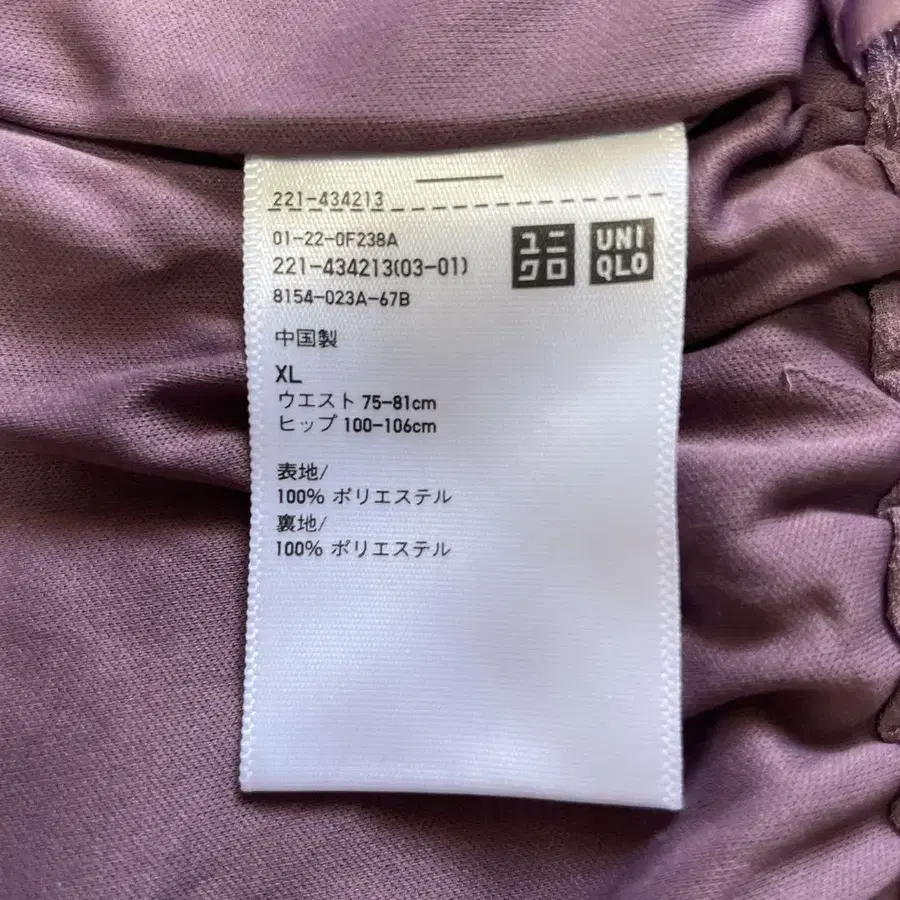 221-434213
01-22-0F238A
221-434213(03-01)
8154-023A-67B
ユニ
クロ
UNI
QLO
中国製
XL
ウエスト 75-81cm
ヒップ 100-106cm
表地/
100% ポリエステル
裏地/
100% ポリエステル